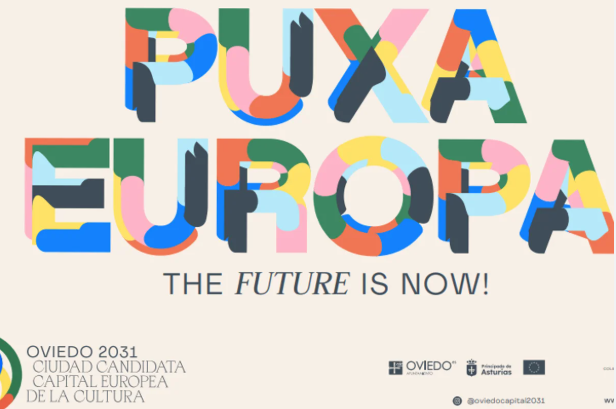 PUXA
EUROPA
THE FUTURE IS NOW!
OVIEDO 2031
CIUDAD CANDIDATA
CAPITAL EUROPEA
DE LA CULTURA
OVIEDO
Principado de
Asturias
@oviedocapital2031